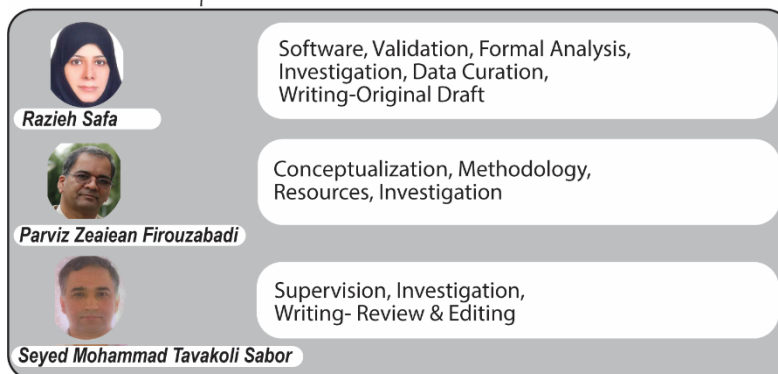 Software, Validation, Formal Analysis,
Investigation, Data Curation,
Writing-Original Draft
Razieh Safa
Conceptualization, Methodology,
Resources, Investigation
Parviz Zeaiean Firouzabadi
Supervision, Investigation,
Writing- Review & Editing
Seyed Mohammad Tavakoli Sabor